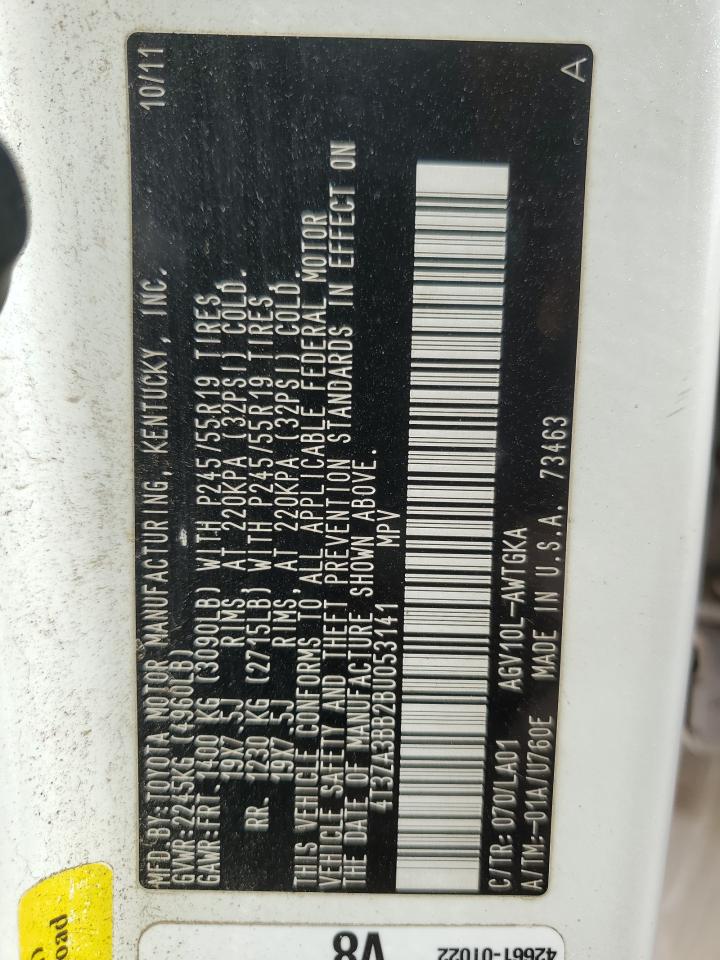 MFD.BY:TOYOTA MOTOR MANUFACTURING, KENTUCKY, INC. 10/11
GVWR:2245KG (4960LB)
GAWR:FRT. 1400 KG (3090LB) WITH P245/55R19 TIRES,
19X7.5J RIMS, AT 220KPA (32PSI) COLD.
RR. 1230 KG (2715LB) WITH P245/55R19 TIRES
19X7.5J RIMS, AT 220KPA (32PSI) COLD.
THIS VEHICLE CONFORMS TO ALL APPLICABLE FEDERAL MOTOR
VEHICLE SAFETY AND THEFT PREVENTION STANDARDS IN EFFECT ON
THE DATE OF MANUFACTURE SHOWN ABOVE.
4T3ZA3BB2BU053141 MPV
C/TR:070/LA01 AGV10L-AWTGKA
A/TM:-01A/U760E MADE IN U.S.A. 73463 A
oad
V8
42661-01022